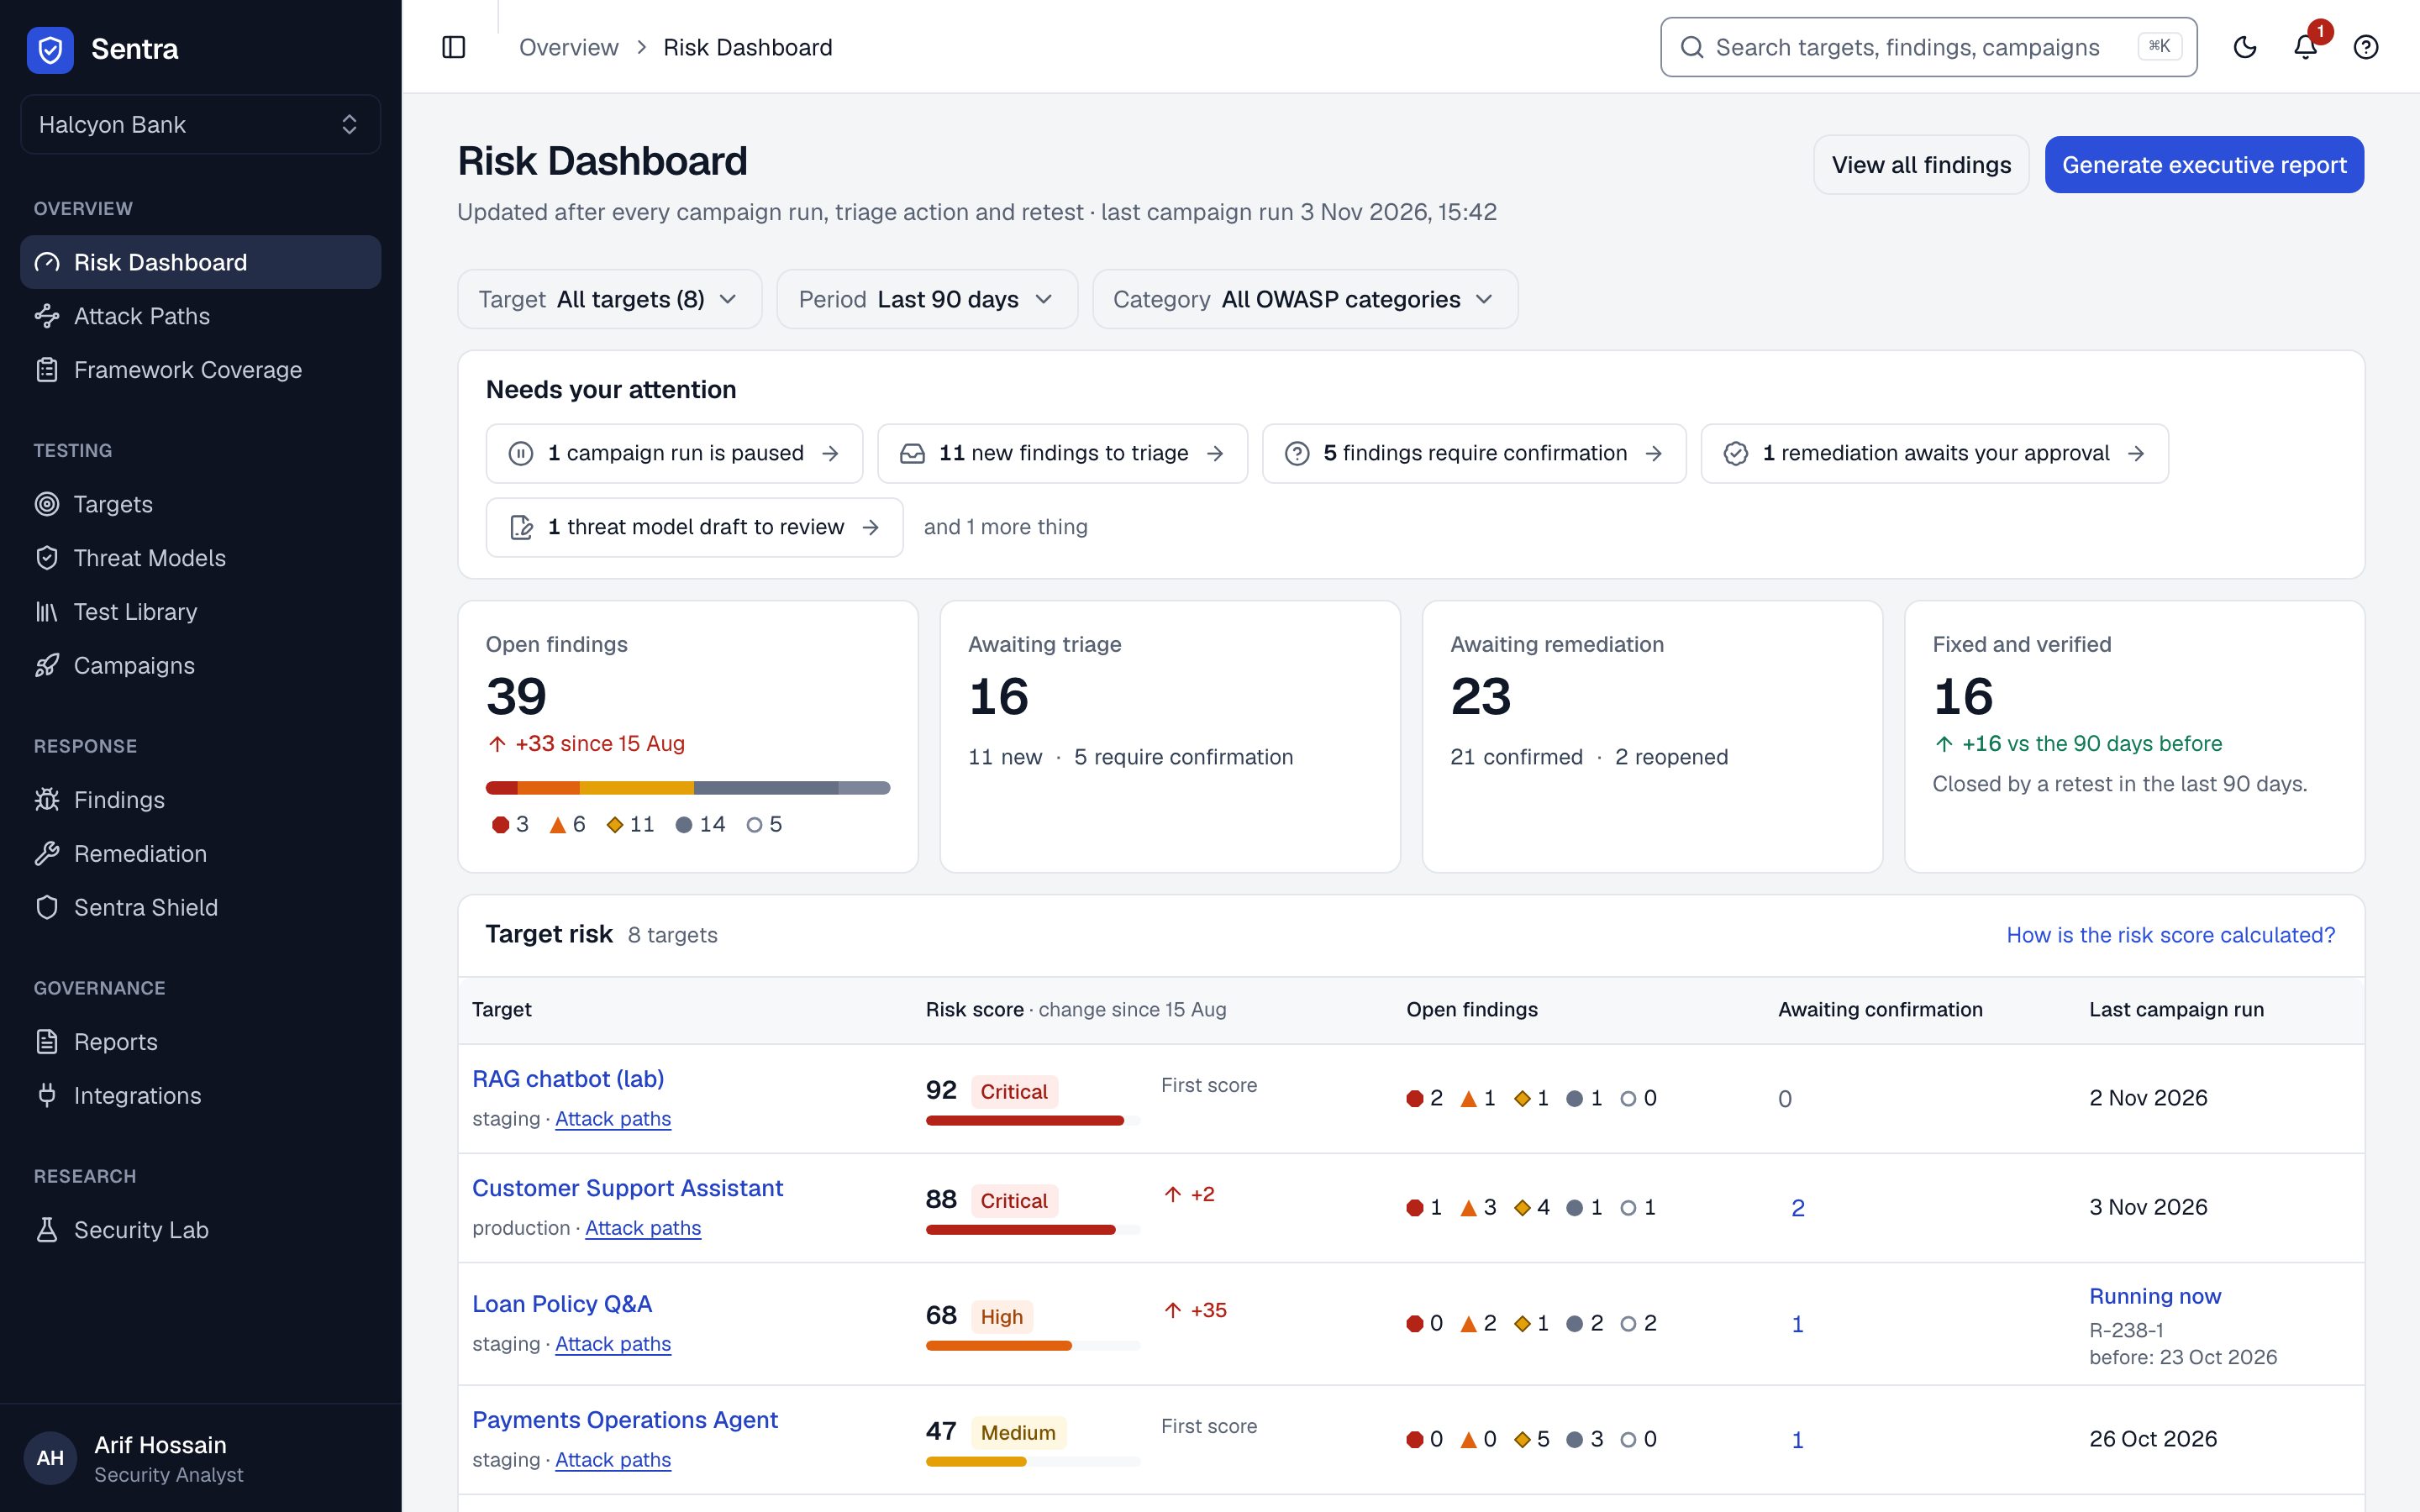 Sentra
Halcyon Bank
OVERVIEW
Risk Dashboard
Attack Paths
Framework Coverage
TESTING
Targets
Threat Models
Test Library
Campaigns
RESPONSE
Findings
Remediation
Sentra Shield
GOVERNANCE
Reports
Integrations
RESEARCH
Security Lab
AH
Arif Hossain
Security Analyst
Overview > Risk Dashboard
Search targets, findings, campaigns ⌘K
1
Risk Dashboard
View all findings
Generate executive report
Updated after every campaign run, triage action and retest · last campaign run 3 Nov 2026, 15:42
Target All targets (8)
Period Last 90 days
Category All OWASP categories
Needs your attention
1 campaign run is paused →
11 new findings to triage →
5 findings require confirmation →
1 remediation awaits your approval →
1 threat model draft to review →
and 1 more thing
Open findings
39
↑ +33 since 15 Aug
3 6 11 14 5
Awaiting triage
16
11 new · 5 require confirmation
Awaiting remediation
23
21 confirmed · 2 reopened
Fixed and verified
16
↑ +16 vs the 90 days before
Closed by a retest in the last 90 days.
Target risk 8 targets
How is the risk score calculated?
Target Risk score · change since 15 Aug Open findings Awaiting confirmation Last campaign run
RAG chatbot (lab)
staging · Attack paths
92 Critical First score
2 1 1 1 0
0
2 Nov 2026
Customer Support Assistant
production · Attack paths
88 Critical ↑ +2
1 3 4 1 1
2
3 Nov 2026
Loan Policy Q&A
staging · Attack paths
68 High ↑ +35
0 2 1 2 2
1
Running now
R-238-1
before: 23 Oct 2026
Payments Operations Agent
staging · Attack paths
47 Medium First score
0 0 5 3 0
1
26 Oct 2026